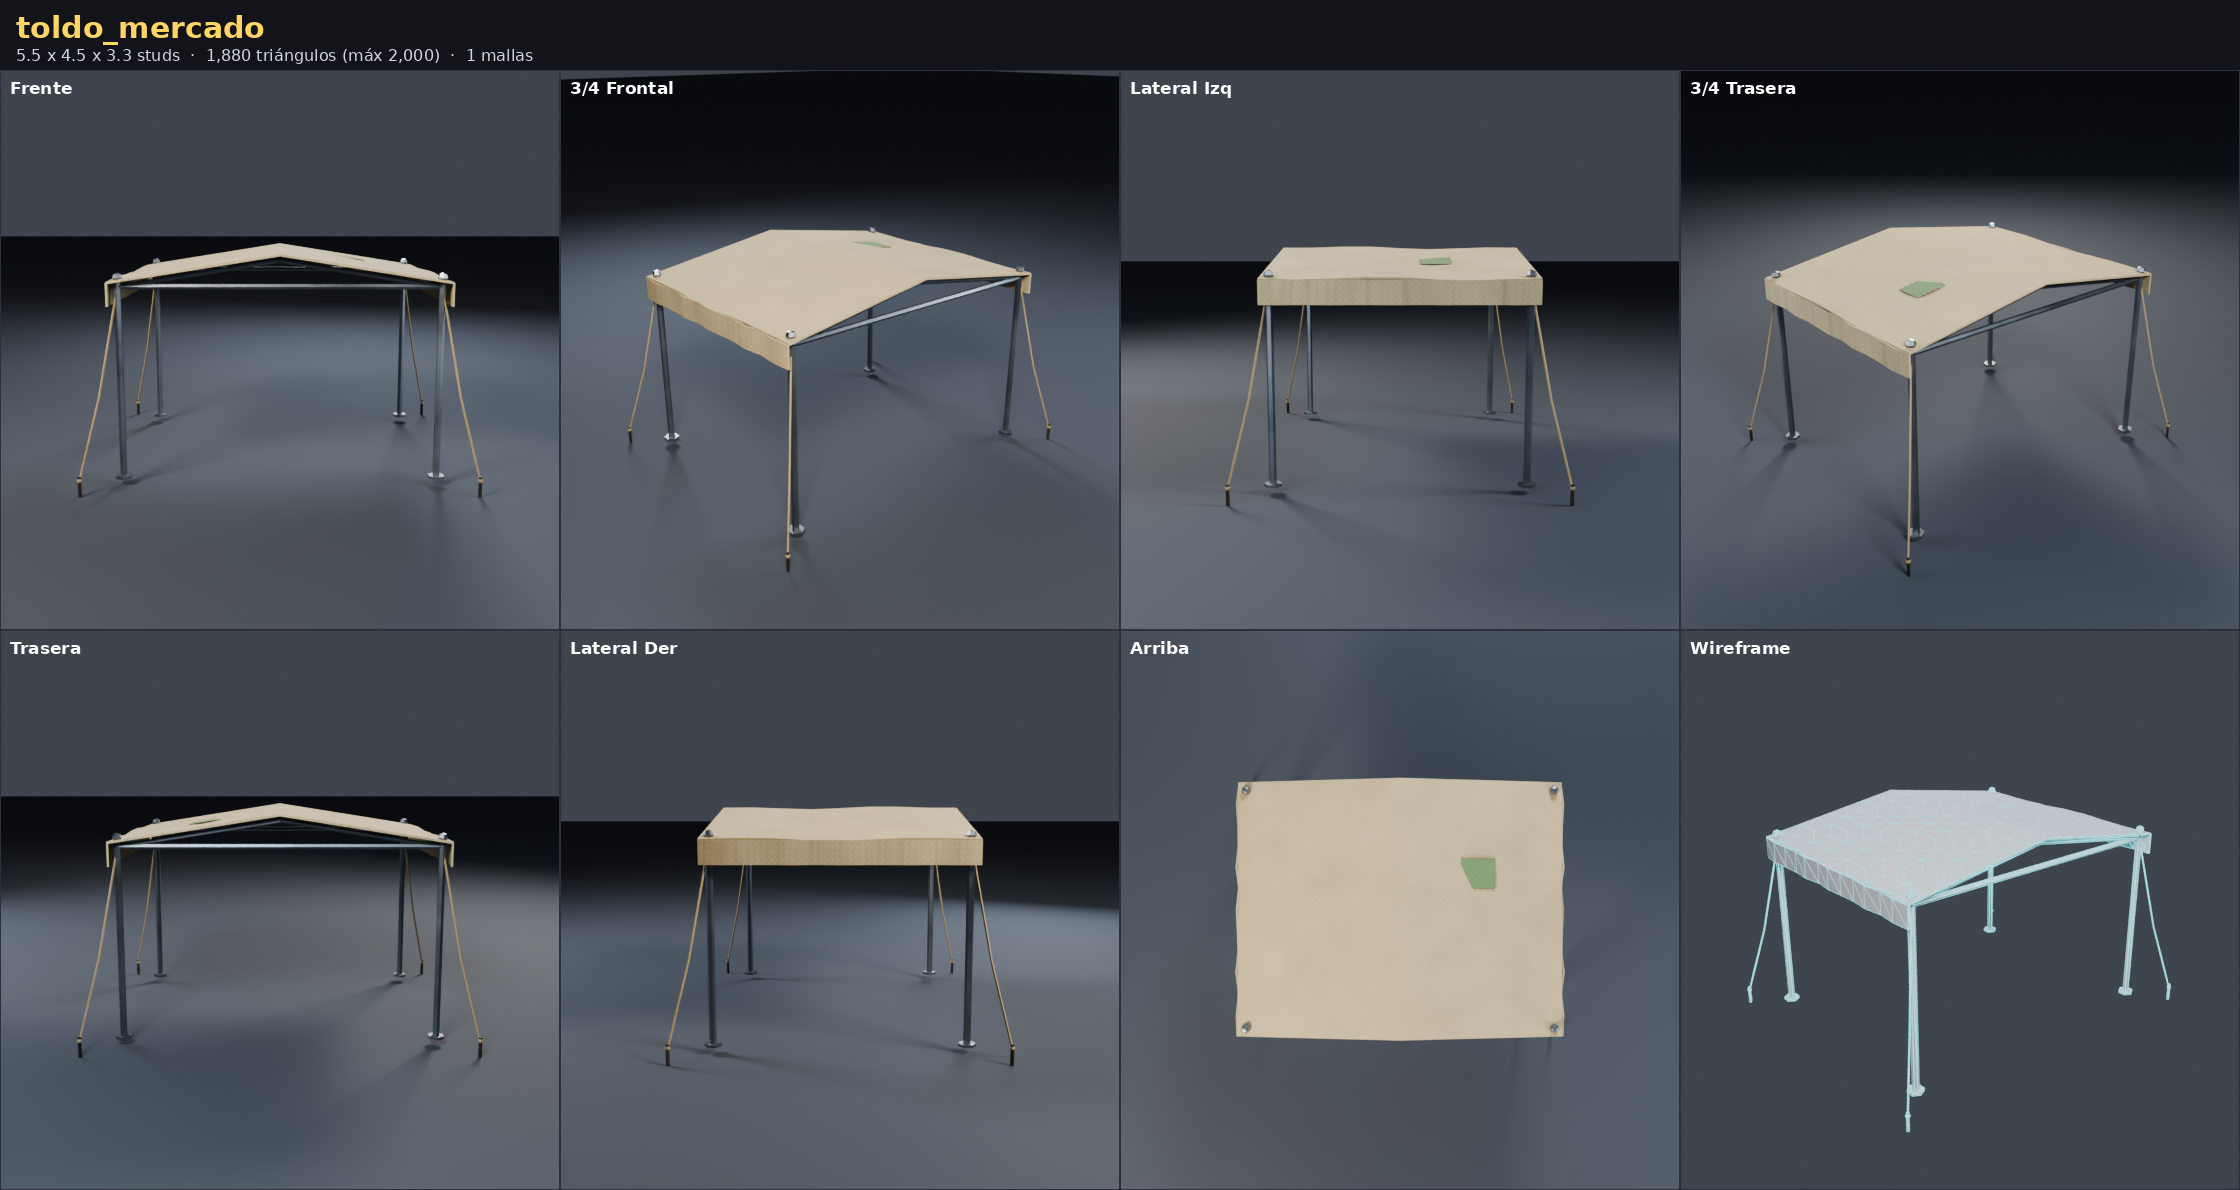 toldo_mercado
5.5 x 4.5 x 3.3 studs · 1,880 triángulos (máx 2,000) · 1 mallas
Frente
3/4 Frontal
Lateral Izq
3/4 Trasera
Trasera
Lateral Der
Arriba
Wireframe